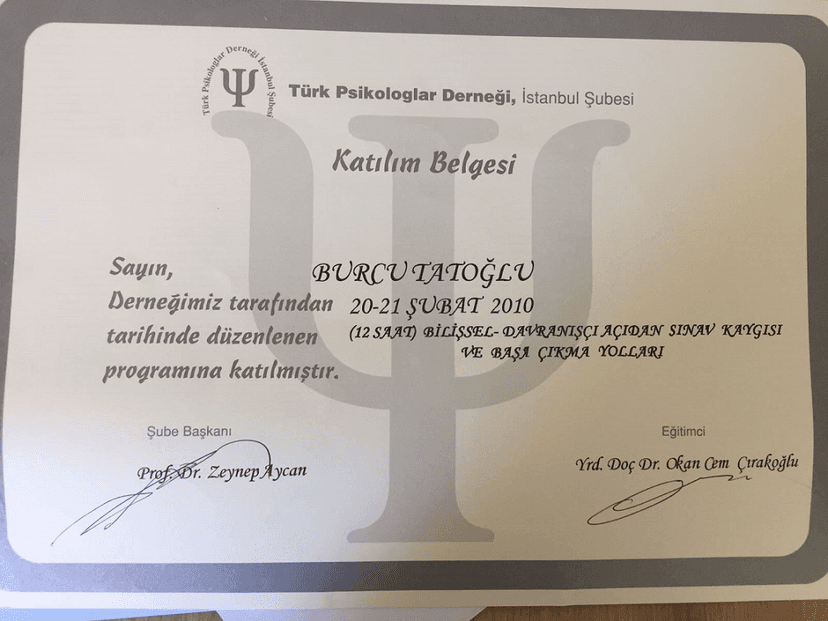 Türk Psikologlar Derneği İstanbul Şubesi
Türk Psikologlar Derneği, İstanbul Şubesi
Katılım Belgesi
Sayın, BURCU TATOĞLU
Derneğimiz tarafından 20-21 ŞUBAT 2010
tarihinde düzenlenen (12 SAAT) BİLİŞSEL- DAVRANIŞÇI AÇIDAN SINAV KAYGISI
VE BAŞA ÇIKMA YOLLARI
programına katılmıştır.
Şube Başkanı
Eğitimci
Prof. Dr. Zeynep Aycan
Yrd. Doç Dr. Okan Cem Çırakoğlu